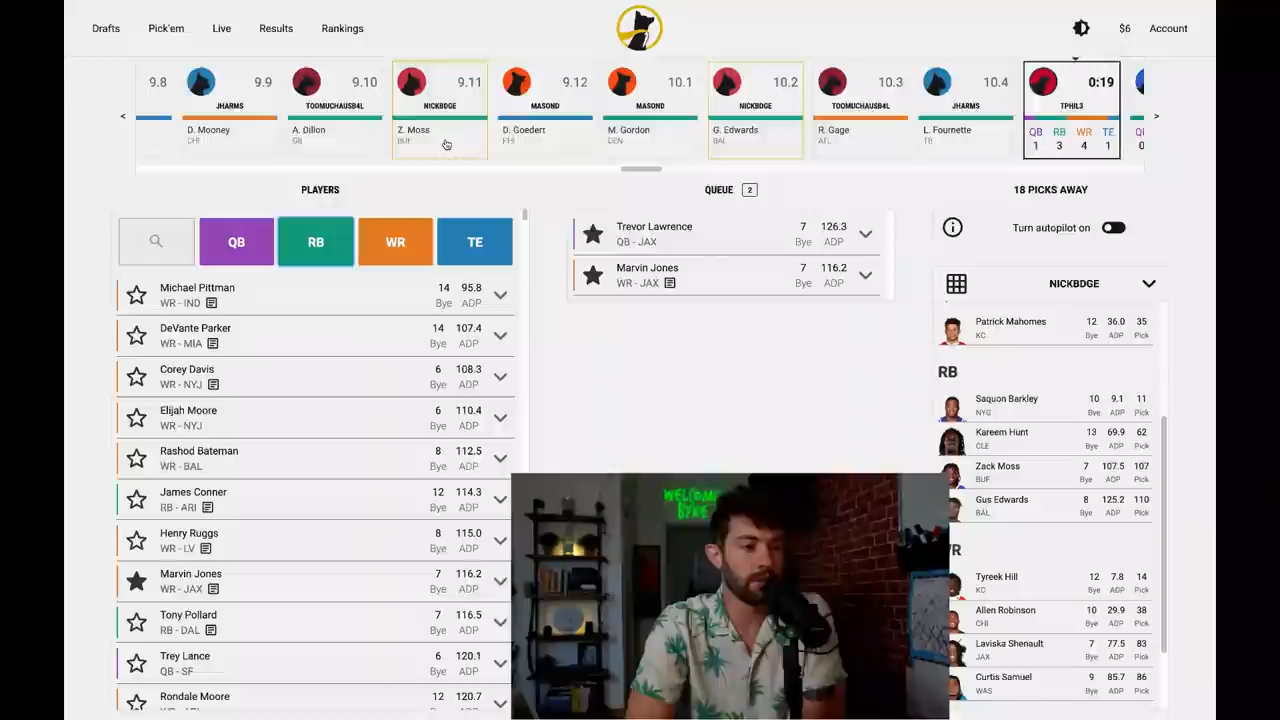 Drafts Pick'em Live Results Rankings $6 Account
9.8 9.9 9.10 9.11 9.12 10.1 10.2 10.3 10.4 0:19
JHARMS TOOMUCHAUSB4L NICKBDGE MASOND MASOND NICKBDGE TOOMUCHAUSB4L JHARMS TPHIL3
< D. Mooney A. Dillon Z. Moss D. Goedert M. Gordon G. Edwards R. Gage L. Fournette QB RB WR TE >
CHI GB BUF PHI DEN BAL ATL TB 1 3 4 1 0
PLAYERS
QB RB WR TE
Michael Pittman 14 95.8
WR - IND Bye ADP
DeVante Parker 14 107.4
WR - MIA Bye ADP
Corey Davis 6 108.3
WR - NYJ Bye ADP
Elijah Moore 6 110.4
WR - NYJ Bye ADP
Rashod Bateman 8 112.5
WR - BAL Bye ADP
James Conner 12 114.3
RB - ARI Bye ADP
Henry Ruggs 8 115.0
WR - LV Bye ADP
Marvin Jones 7 116.2
WR - JAX Bye ADP
Tony Pollard 7 116.5
RB - DAL Bye ADP
Trey Lance 6 120.1
QB - SF Bye ADP
Rondale Moore 12 120.7
QUEUE 2
Trevor Lawrence 7 126.3
QB - JAX Bye ADP
Marvin Jones 7 116.2
WR - JAX Bye ADP
WELCOME
18 PICKS AWAY
Turn autopilot on
NICKBDGE
Patrick Mahomes 12 36.0 35
KC Bye ADP Pick
RB
Saquon Barkley 10 9.1 11
NYG Bye ADP Pick
Kareem Hunt 13 69.9 62
CLE Bye ADP Pick
Zack Moss 7 107.5 107
BUF Bye ADP Pick
Gus Edwards 8 125.2 110
BAL Bye ADP Pick
WR
Tyreek Hill 12 7.8 14
KC Bye ADP Pick
Allen Robinson 10 29.9 38
CHI Bye ADP Pick
Laviska Shenault 7 77.5 83
JAX Bye ADP Pick
Curtis Samuel 9 85.7 86
WAS Bye ADP Pick